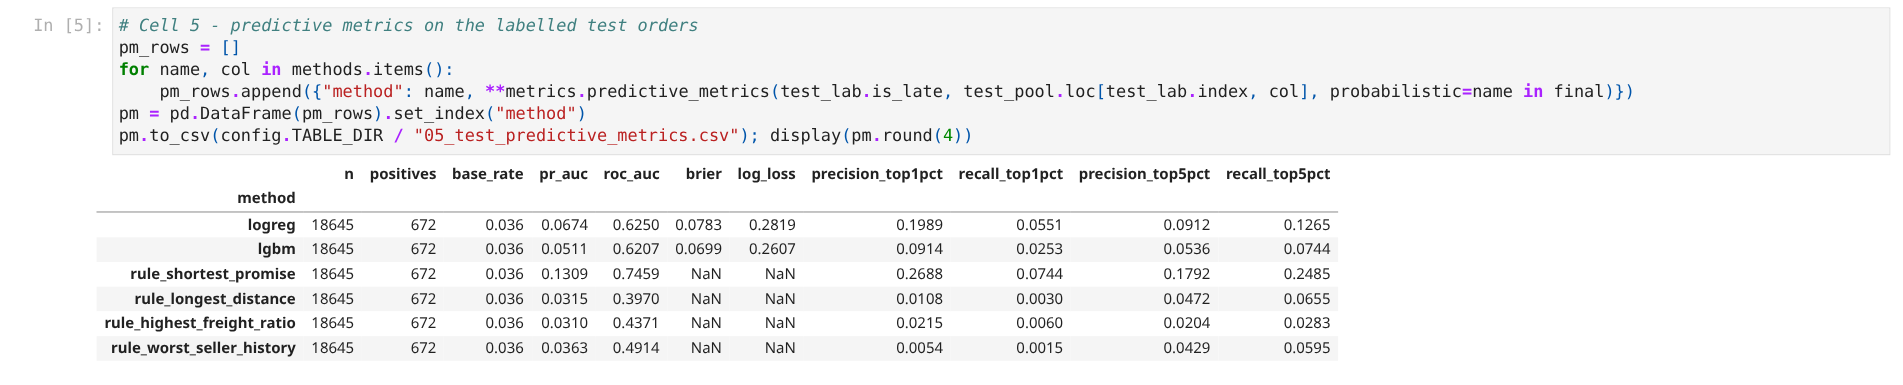 In [5]: # Cell 5 - predictive metrics on the labelled test orders
pm_rows = []
for name, col in methods.items():
    pm_rows.append({"method": name, **metrics.predictive_metrics(test_lab.is_late, test_pool.loc[test_lab.index, col], probabilistic=name in final)})
pm = pd.DataFrame(pm_rows).set_index("method")
pm.to_csv(config.TABLE_DIR / "05_test_predictive_metrics.csv"); display(pm.round(4))
n positives base_rate pr_auc roc_auc brier log_loss precision_top1pct recall_top1pct precision_top5pct recall_top5pct
method
logreg 18645 672 0.036 0.0674 0.6250 0.0783 0.2819 0.1989 0.0551 0.0912 0.1265
lgbm 18645 672 0.036 0.0511 0.6207 0.0699 0.2607 0.0914 0.0253 0.0536 0.0744
rule_shortest_promise 18645 672 0.036 0.1309 0.7459 NaN NaN 0.2688 0.0744 0.1792 0.2485
rule_longest_distance 18645 672 0.036 0.0315 0.3970 NaN NaN 0.0108 0.0030 0.0472 0.0655
rule_highest_freight_ratio 18645 672 0.036 0.0310 0.4371 NaN NaN 0.0215 0.0060 0.0204 0.0283
rule_worst_seller_history 18645 672 0.036 0.0363 0.4914 NaN NaN 0.0054 0.0015 0.0429 0.0595